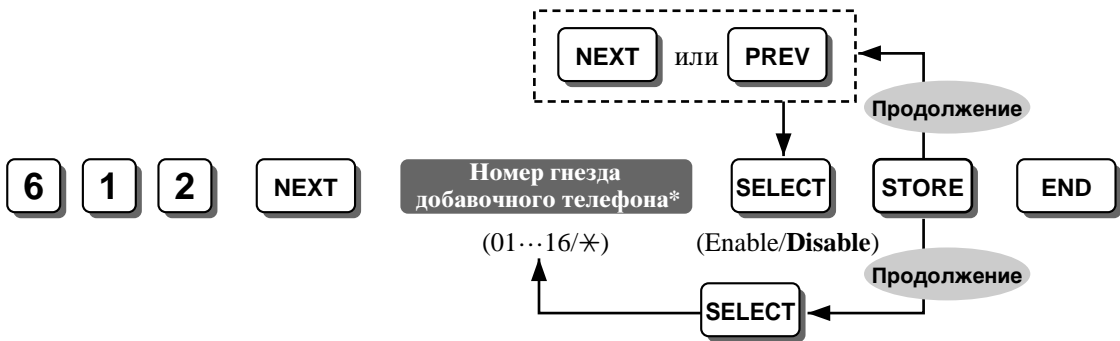 NEXT или PREV
Продолжение
6 1 2 NEXT Номер гнезда добавочного телефона* SELECT STORE END
(01···16/✳) (Enable/Disable)
Продолжение
SELECT